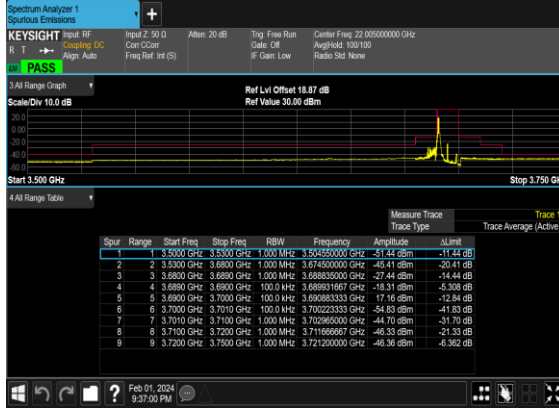 Spectrum Analyzer 1
Spurious Emissions
+
KEYSIGHT Input: RF Input Z: 50 Ω Atten: 20 dB Trig: Free Run Center Freq: 22.005000000 GHz
R T Coupling: DC Corr CCorr Gate: Off Avg|Hold: 100/100
Align: Auto Freq Ref: Int (S) IF Gain: Low Radio Std: None
PASS
3 All Range Graph
Ref Lvl Offset 18.87 dB
Scale/Div 10.0 dB Ref Value 30.00 dBm
20.0
0.00
-20.0
-40.0
-60.0
Start 3.500 GHz Stop 3.750 GH
4 All Range Table
Measure Trace Trace 1
Trace Type Trace Average (Active
Spur Range Start Freq Stop Freq RBW Frequency Amplitude ΔLimit
1 1 3.5000 GHz 3.5300 GHz 1.000 MHz 3.504550000 GHz -51.44 dBm -11.44 dB
2 2 3.5300 GHz 3.6800 GHz 1.000 MHz 3.674500000 GHz -45.41 dBm -20.41 dB
3 3 3.6800 GHz 3.6890 GHz 1.000 MHz 3.688835000 GHz -27.44 dBm -14.44 dB
4 4 3.6890 GHz 3.6900 GHz 100.0 kHz 3.689931667 GHz -18.31 dBm -5.308 dB
5 5 3.6900 GHz 3.7000 GHz 100.0 kHz 3.690883333 GHz 17.16 dBm -12.84 dB
6 6 3.7000 GHz 3.7010 GHz 100.0 kHz 3.700223333 GHz -54.83 dBm -41.83 dB
7 7 3.7010 GHz 3.7100 GHz 1.000 MHz 3.702965000 GHz -44.70 dBm -31.70 dB
8 8 3.7100 GHz 3.7200 GHz 1.000 MHz 3.711666667 GHz -46.33 dBm -21.33 dB
9 9 3.7200 GHz 3.7500 GHz 1.000 MHz 3.721200000 GHz -46.36 dBm -6.362 dB
? Feb 01, 2024
9:37:00 PM